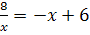 8/x = −x + 6